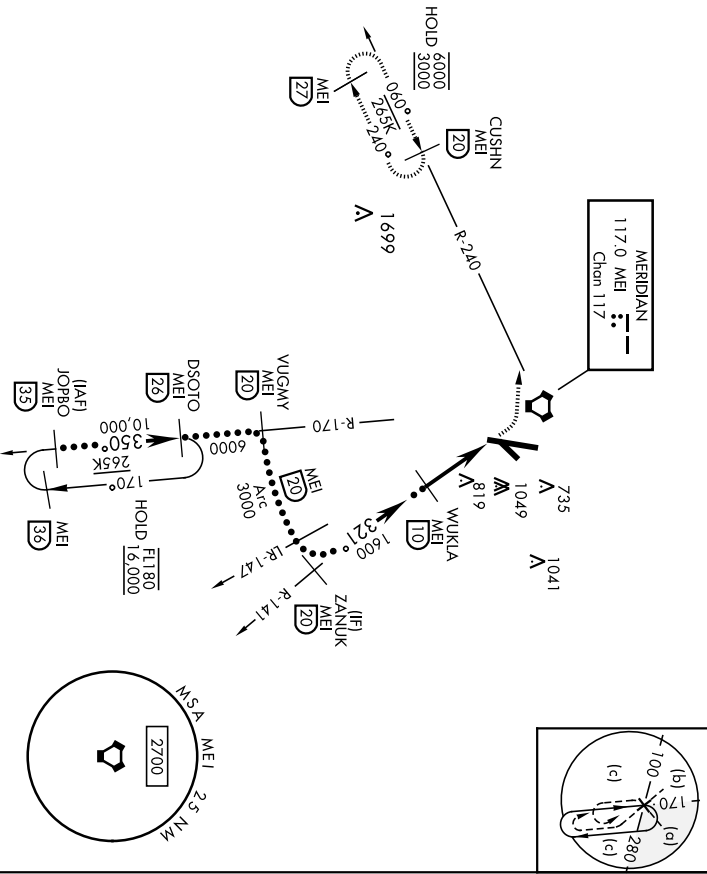 MERIDIAN
117.0 MEI
Chan 117
HOLD 6000
3000
CUSHN
MEI
20
060°
265K
240°
MEI
27
1699
R-240
735
1049
819
1041
WUKLA
MEI
10
321°
1600
(IF)
ZANUK
MEI
20
LR-147
R-141
MEI
20
Arc
3000
VUGMY
MEI
20
R-170
6000
DSOTO
MEI
26
(IAF)
JOPBO
MEI
35
350°
10,000
265K
170°
HOLD FL180
16,000
MEI
36
MSA MEI 25 NM
2700
(b)
100
170
(c)
(a)
280
(c)